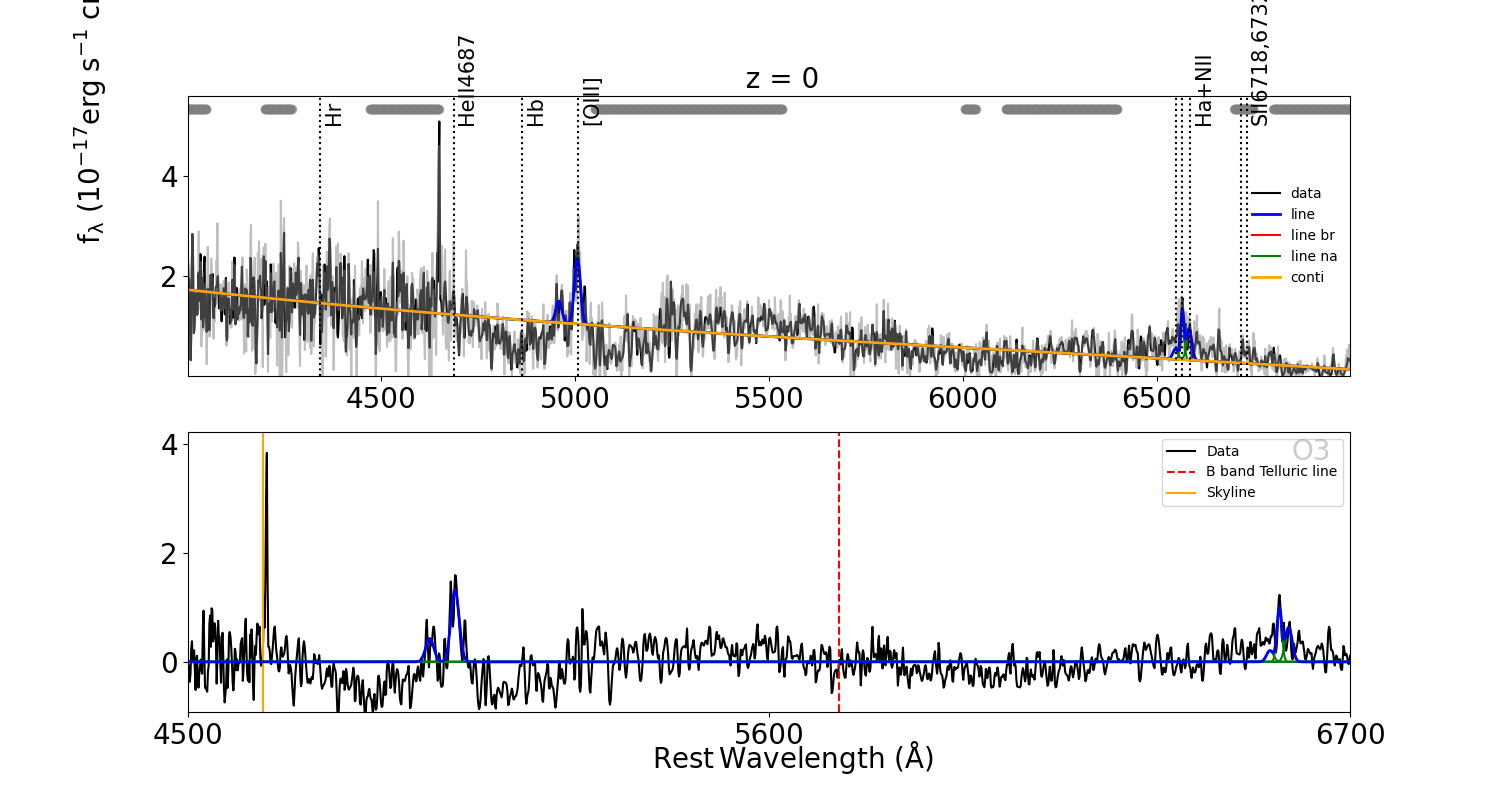 z = 0
Hr
HeII4687
Hb
[OIII]
Ha+NII
SII6718,673
f_λ (10^−17 erg s^−1 c
4
2
data
line
line br
line na
conti
4500 5000 5500 6000 6500
O3
4
2
0
Data
B band Telluric line
Skyline
4500 5600 6700
Rest Wavelength (Å)